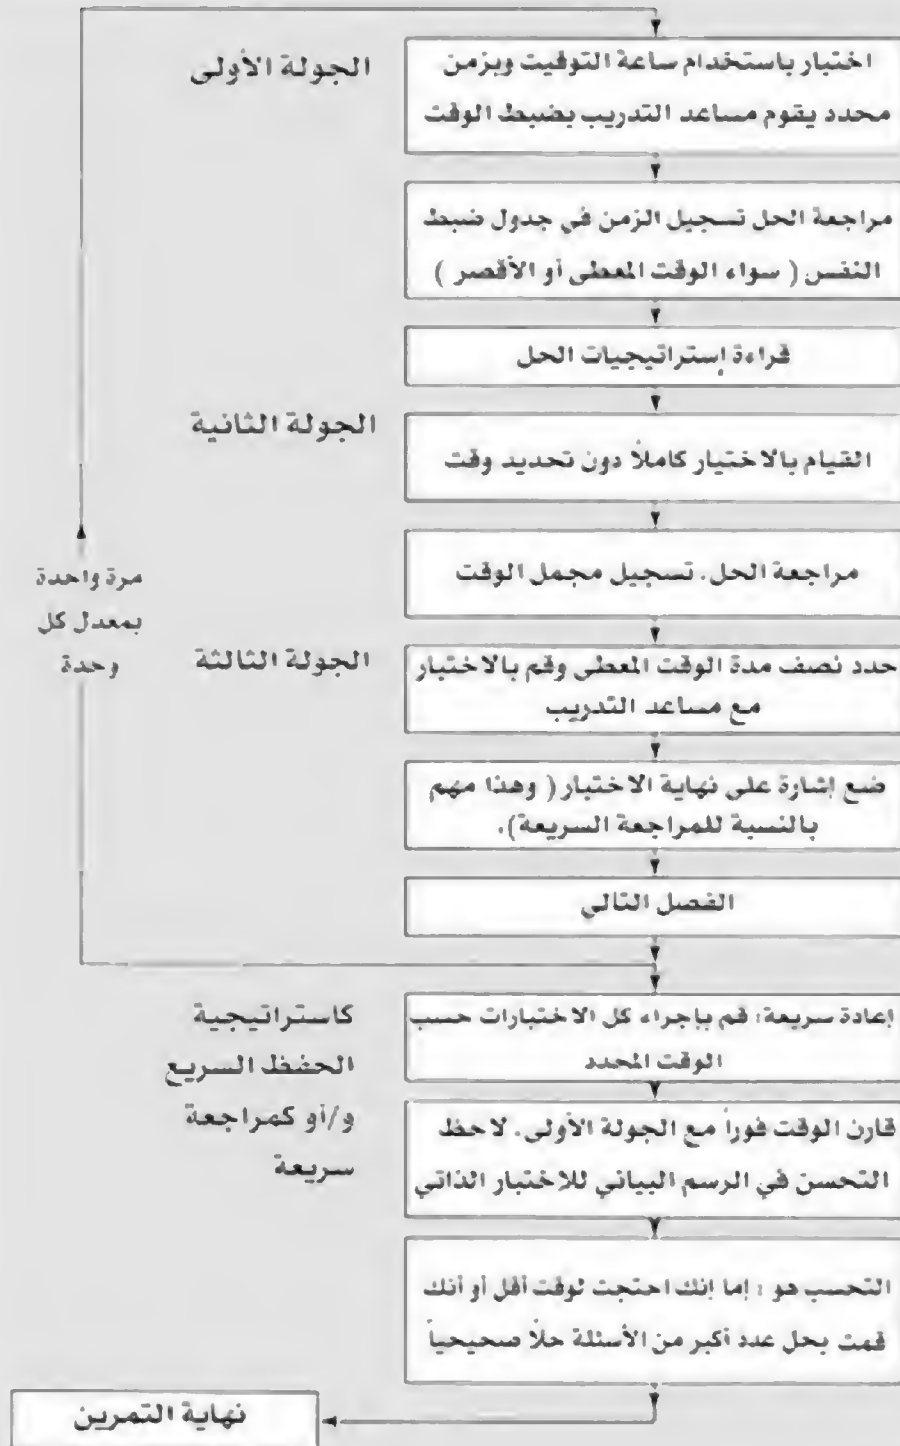 الجولة الأولى
اختبار باستخدام ساعة التوقيت وبزمن
محدد يقوم مساعد التدريب بضبط الوقت
مراجعة الحل تسجيل الزمن في جدول ضبط
النفس ( سواء الوقت المعطى أو الأقصر )
قراءة إستراتيجيات الحل
الجولة الثانية
القيام بالاختبار كاملاً دون تحديد وقت
مراجعة الحل. تسجيل مجمل الوقت
مرة واحدة
بمعدل كل
وحدة
الجولة الثالثة
حدد نصف مدة الوقت المعطى وقم بالاختبار
مع مساعد التدريب
ضع إشارة على نهاية الاختبار ( وهذا مهم
بالنسبة للمراجعة السريعة).
الفصل التالي
كاستراتيجية
الحفظ السريع
و/أو كمراجعة
سريعة
إعادة سريعة: قم بإجراء كل الاختبارات حسب
الوقت المحدد
قارن الوقت فوراً مع الجولة الأولى. لاحظ
التحسن في الرسم البياني للاختبار الذاتي
التحسب هو : إما إنك احتجت لوقت أقل أو أنك
قمت بحل عدد أكبر من الأسئلة حلاً صحيحياً
نهاية التمرين